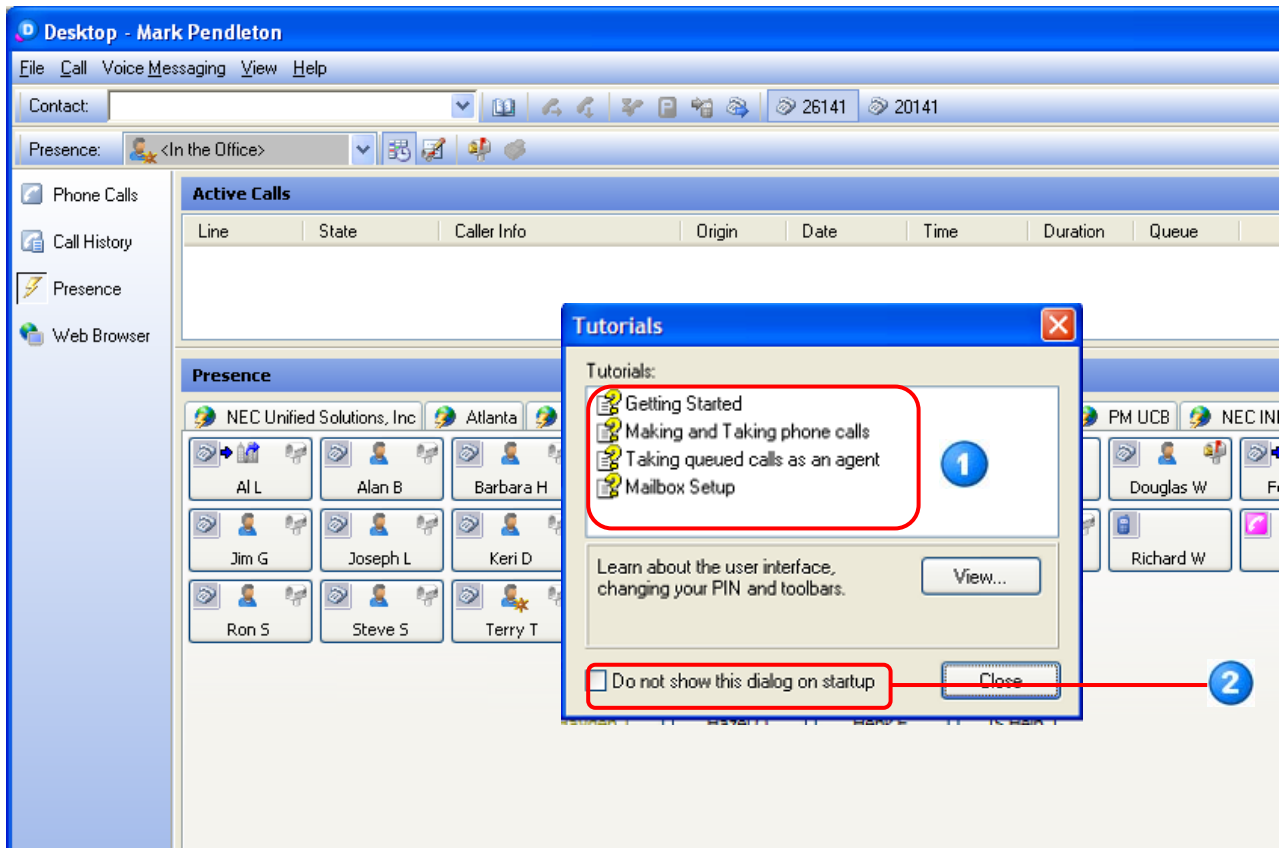 Desktop - Mark Pendleton
File Call Voice Messaging View Help
Contact: 26141 20141
Presence: <In the Office>
Phone Calls
Call History
Presence
Web Browser
Active Calls
Line State Caller Info Origin Date Time Duration Queue
Presence
NEC Unified Solutions, Inc Atlanta PM UCB
Al L Alan B Barbara H Douglas W
Jim G Joseph L Keri D Richard W
Ron S Steve S Terry T
Tutorials
Tutorials:
Getting Started
Making and Taking phone calls
Taking queued calls as an agent
Mailbox Setup
1
Learn about the user interface,
changing your PIN and toolbars.
View...
Do not show this dialog on startup
Close
2